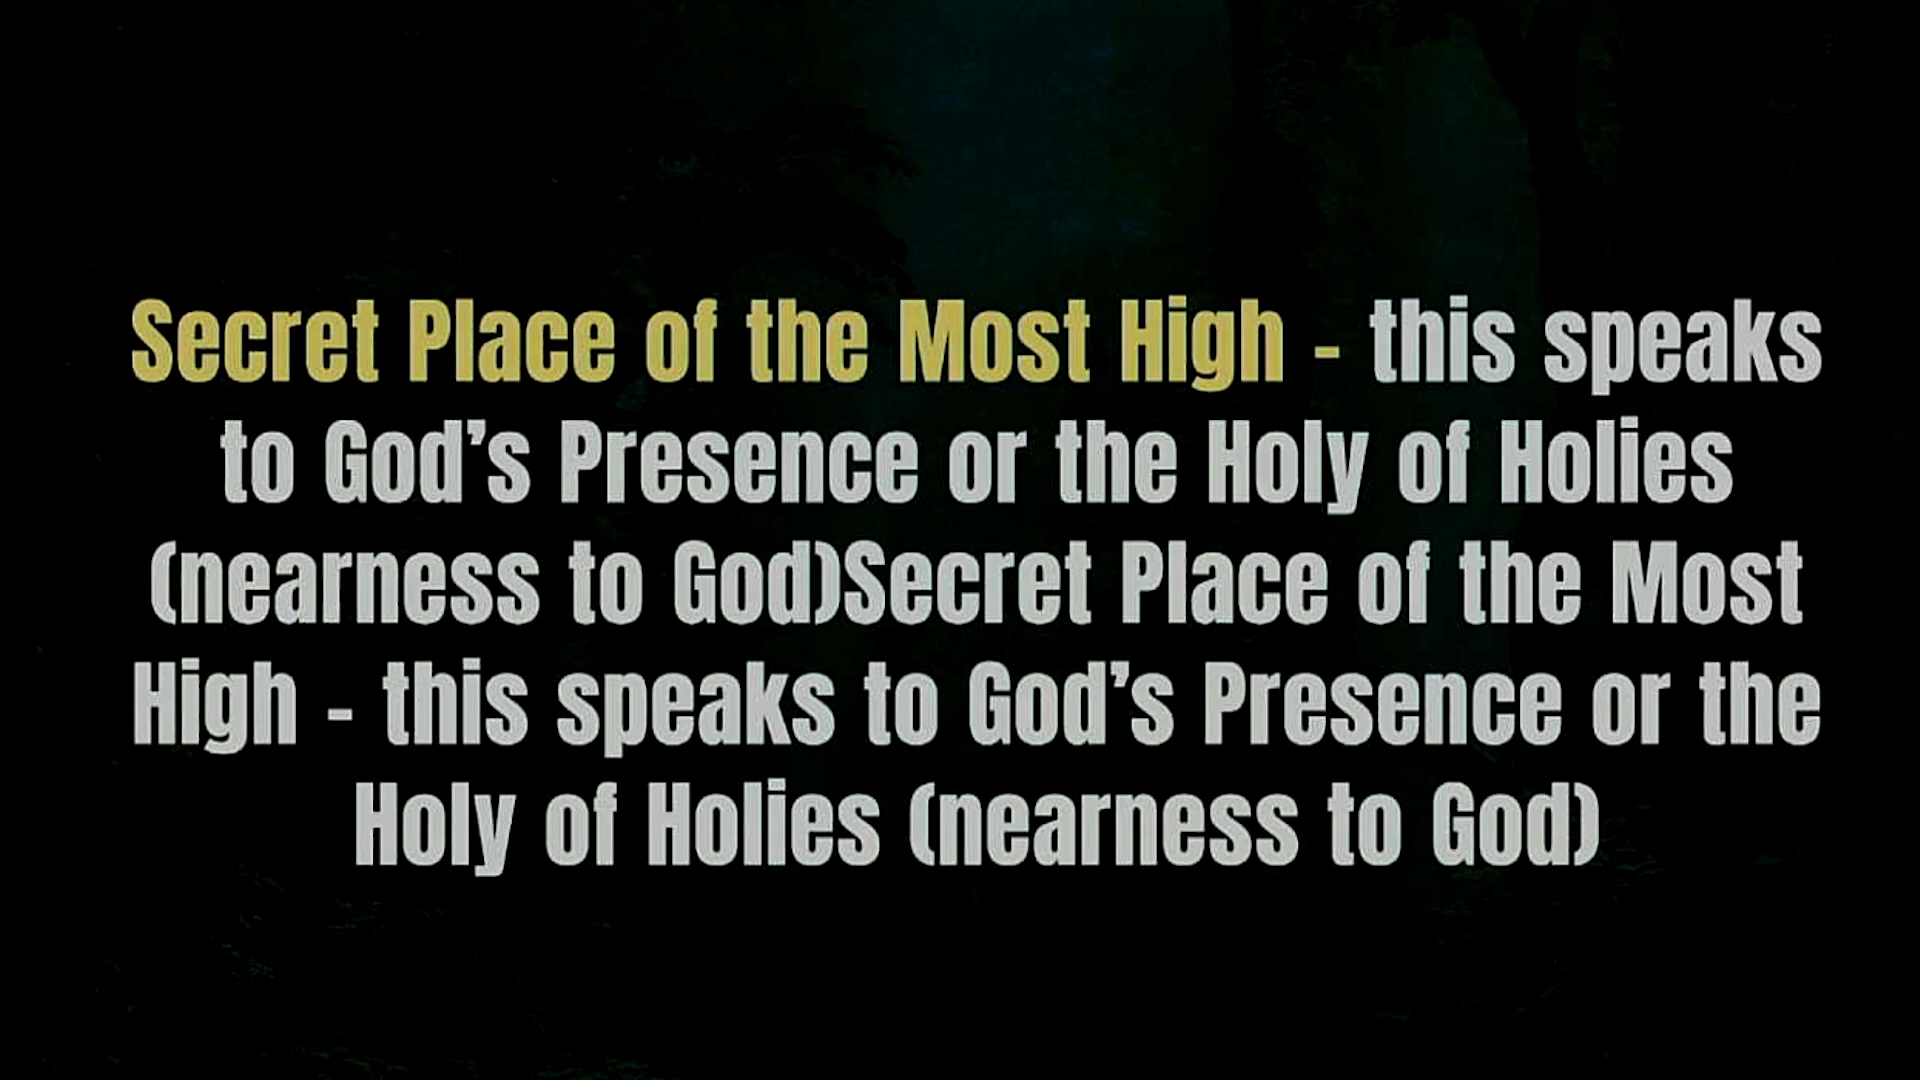 Secret Place of the Most High - this speaks
to God’s Presence or the Holy of Holies
(nearness to God)Secret Place of the Most
High - this speaks to God’s Presence or the
Holy of Holies (nearness to God)